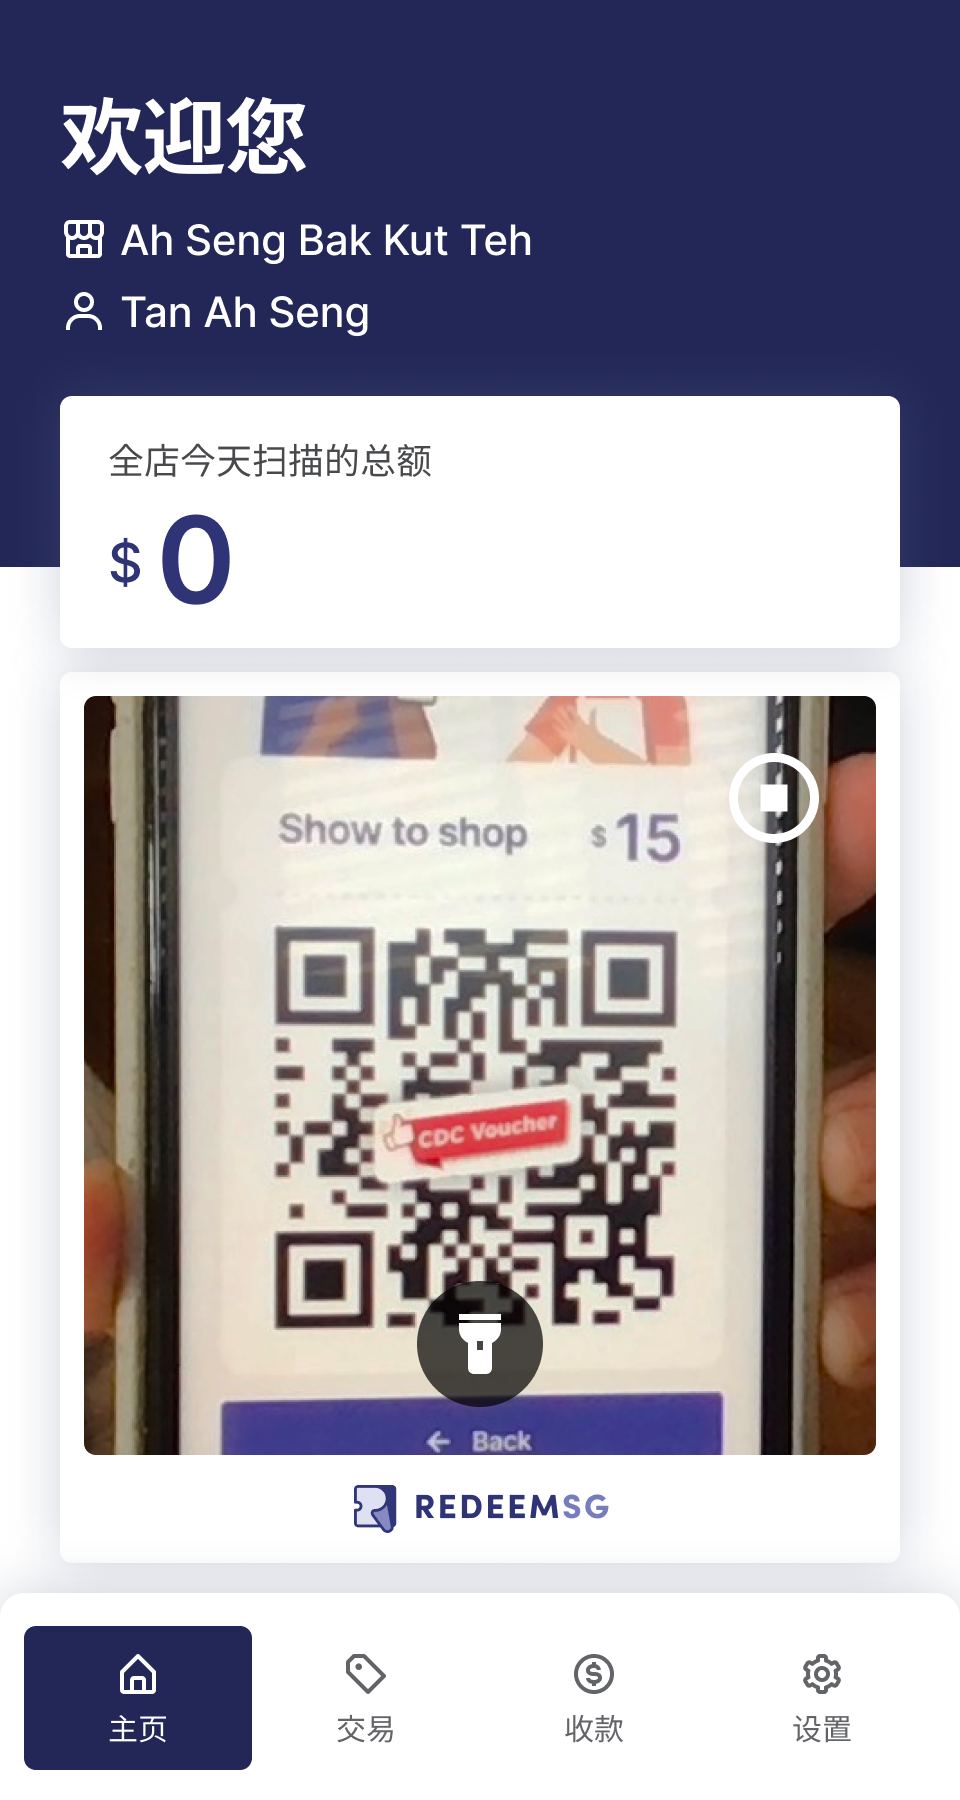 欢迎您
Ah Seng Bak Kut Teh
Tan Ah Seng
全店今天扫描的总额
$ 0
Show to shop $15
CDC Voucher
← Back
REDEEMSG
主页 交易 收款 设置